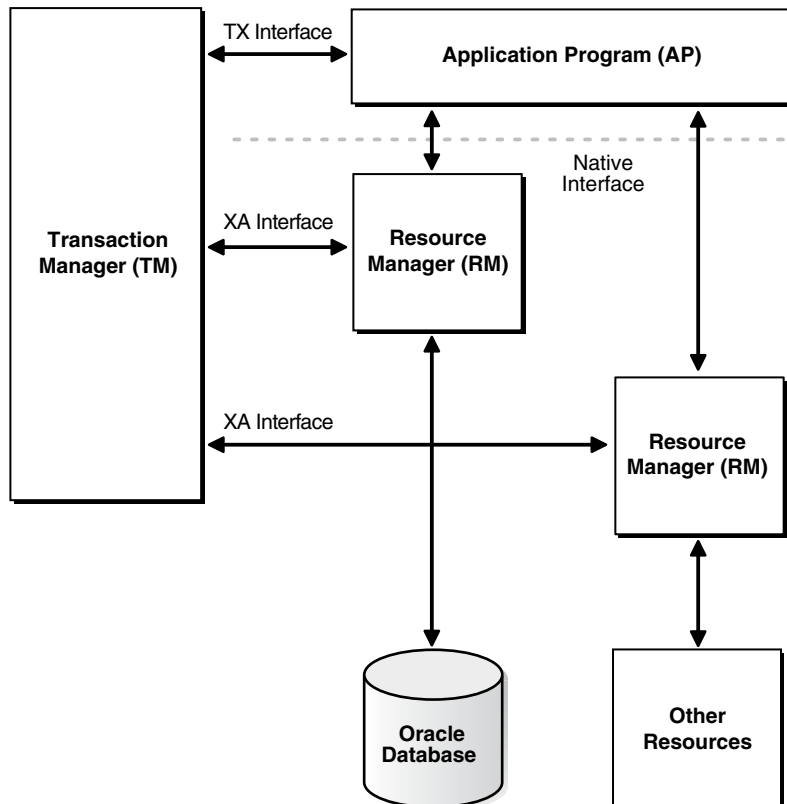 TX Interface
Application Program (AP)
Native
Interface
XA Interface
Transaction
Manager (TM)
Resource
Manager (RM)
XA Interface
Resource
Manager (RM)
Oracle
Database
Other
Resources